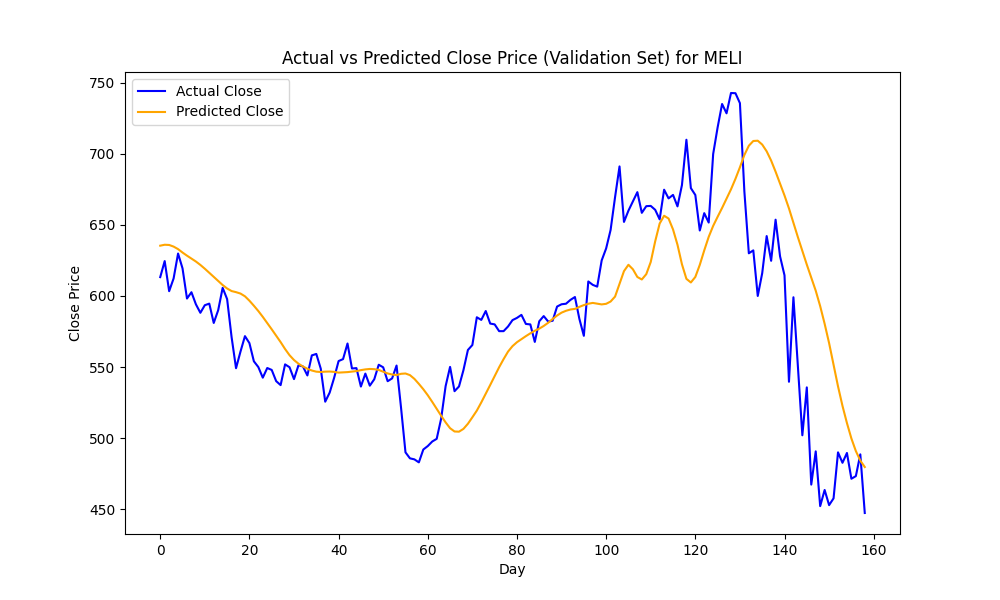 Actual vs Predicted Close Price (Validation Set) for MELI
Actual Close
Predicted Close
Close Price
750
700
650
600
550
500
450
0 20 40 60 80 100 120 140 160
Day